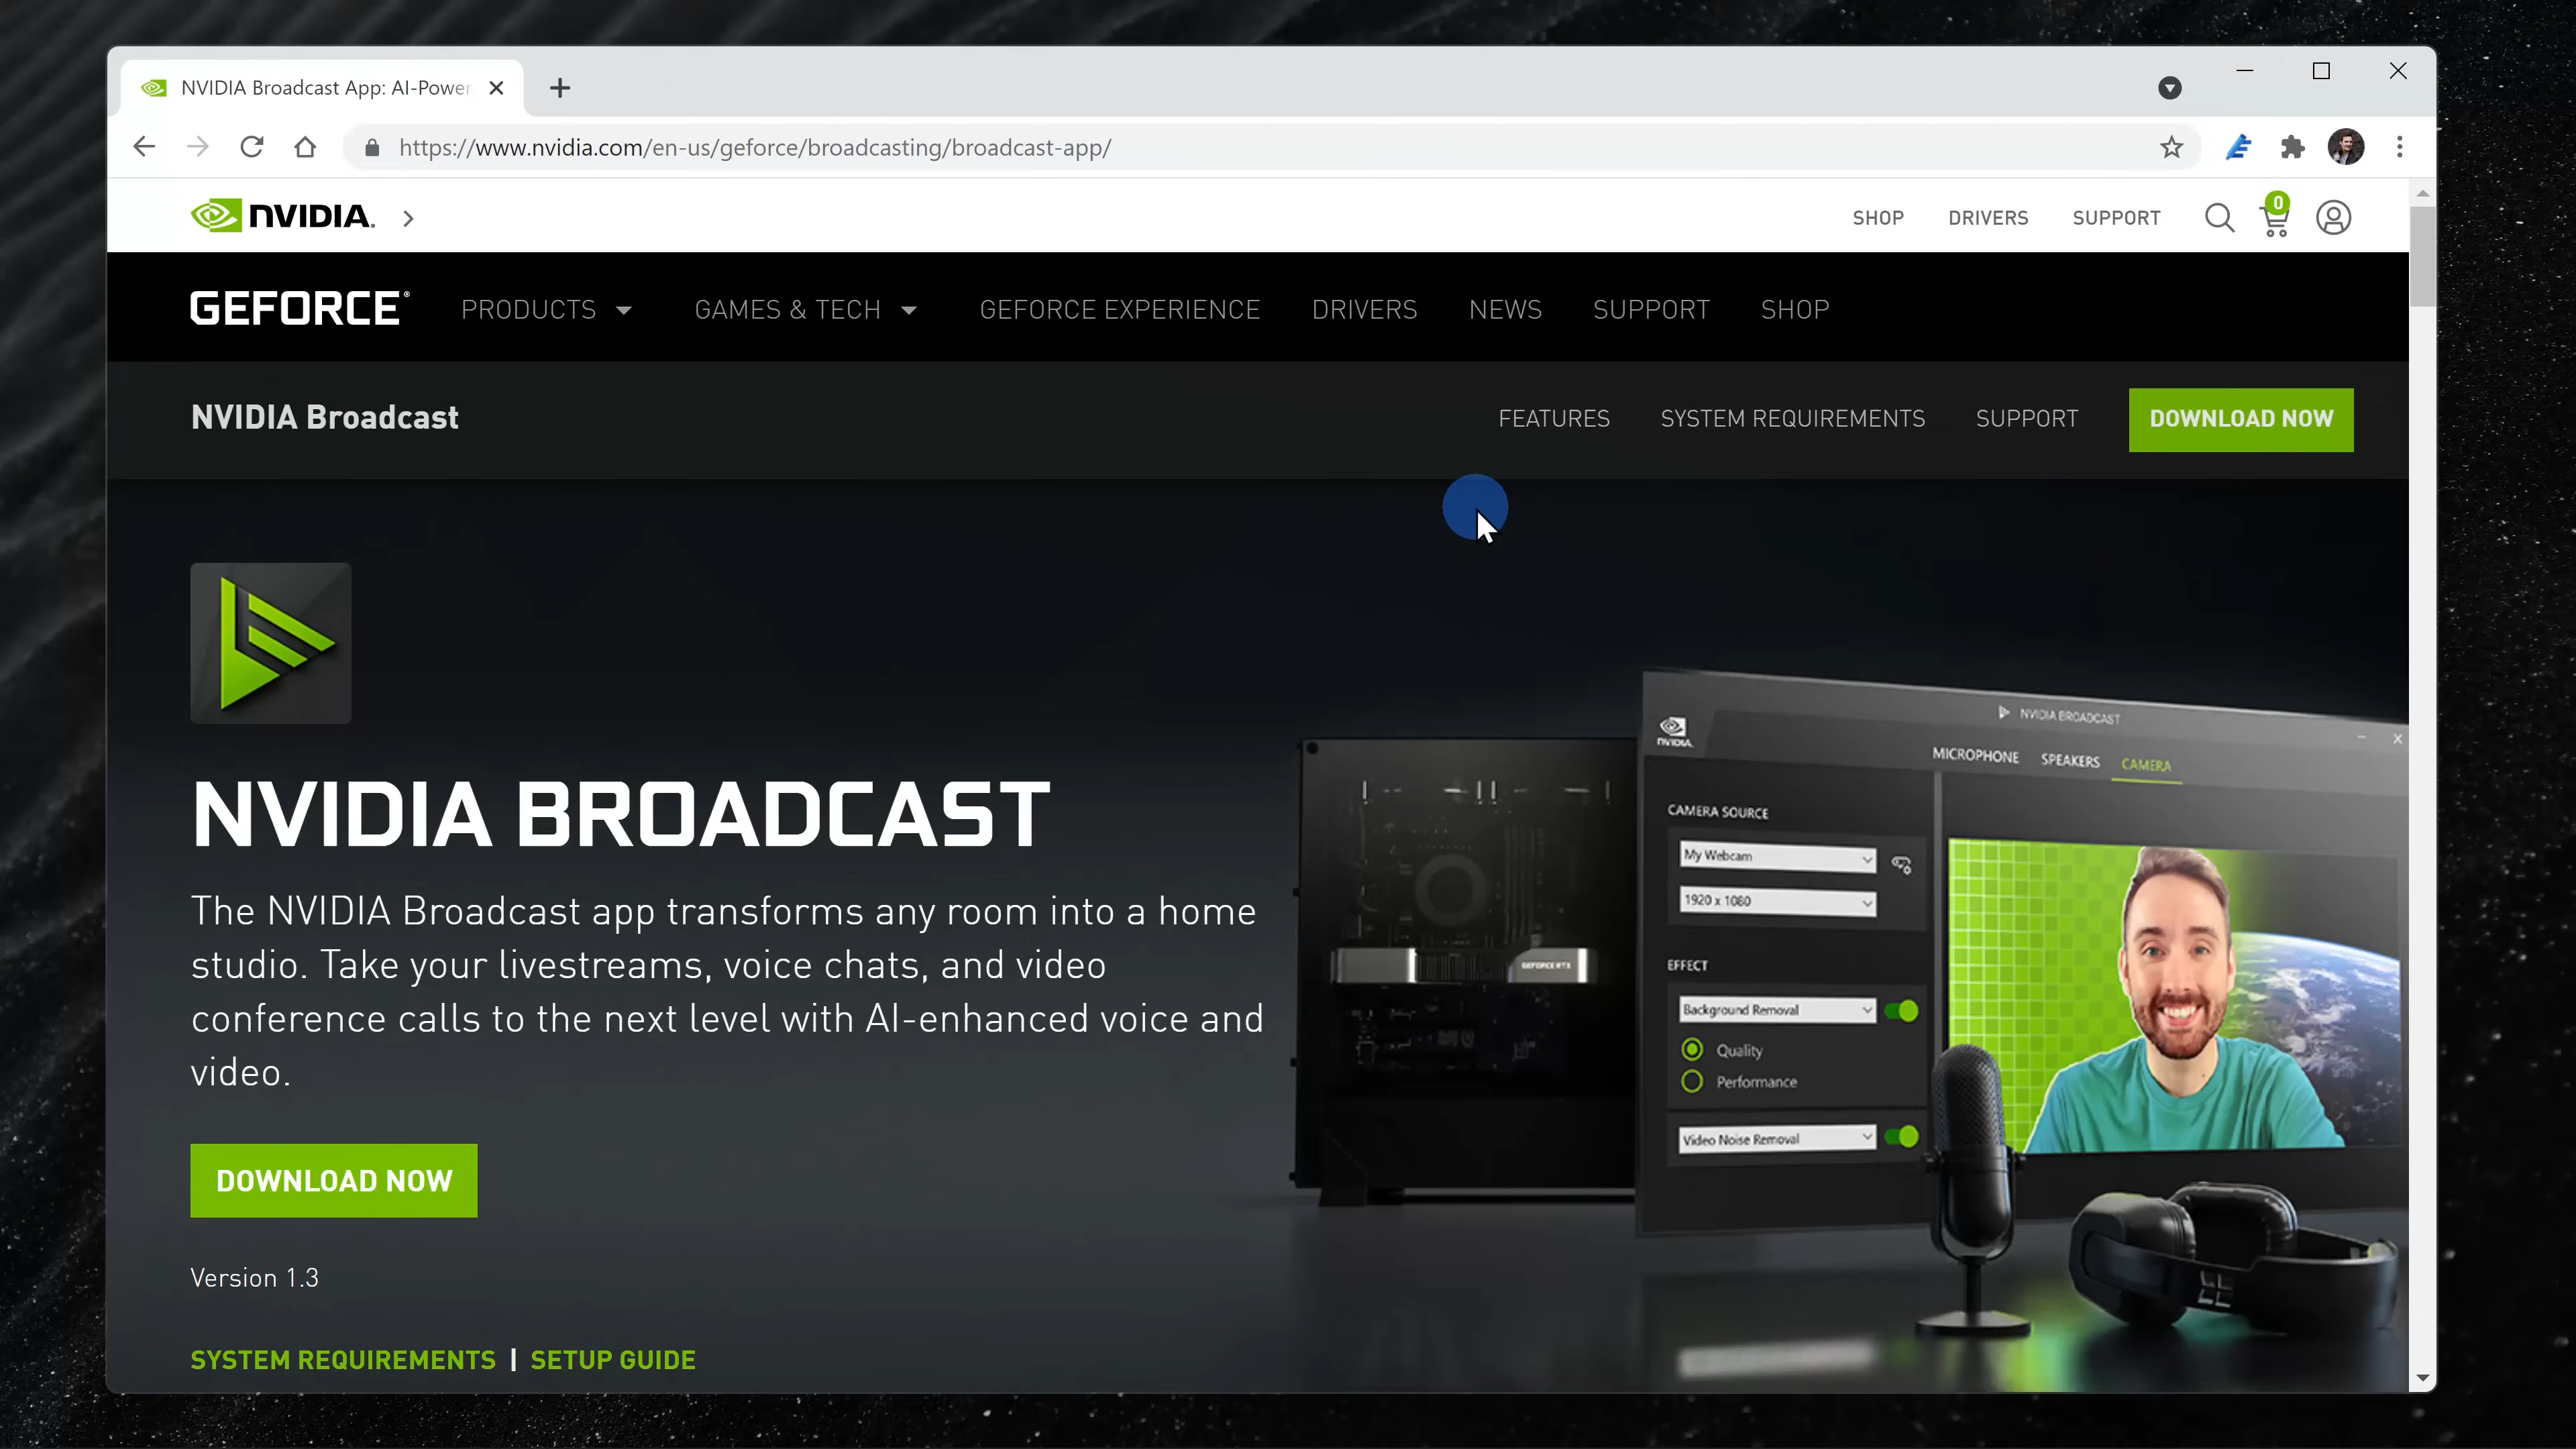 NVIDIA Broadcast App: AI-Power
https://www.nvidia.com/en-us/geforce/broadcasting/broadcast-app/
NVIDIA.
SHOP DRIVERS SUPPORT 0
GEFORCE PRODUCTS GAMES & TECH GEFORCE EXPERIENCE DRIVERS NEWS SUPPORT SHOP
NVIDIA Broadcast FEATURES SYSTEM REQUIREMENTS SUPPORT DOWNLOAD NOW
NVIDIA BROADCAST
The NVIDIA Broadcast app transforms any room into a home
studio. Take your livestreams, voice chats, and video
conference calls to the next level with AI-enhanced voice and
video.
DOWNLOAD NOW
Version 1.3
SYSTEM REQUIREMENTS | SETUP GUIDE
GEFORCE RTX
NVIDIA BROADCAST
NVIDIA.
MICROPHONE SPEAKERS CAMERA
CAMERA SOURCE
My Webcam
1920 x 1080
EFFECT
Background Removal
Quality
Performance
Video Noise Removal